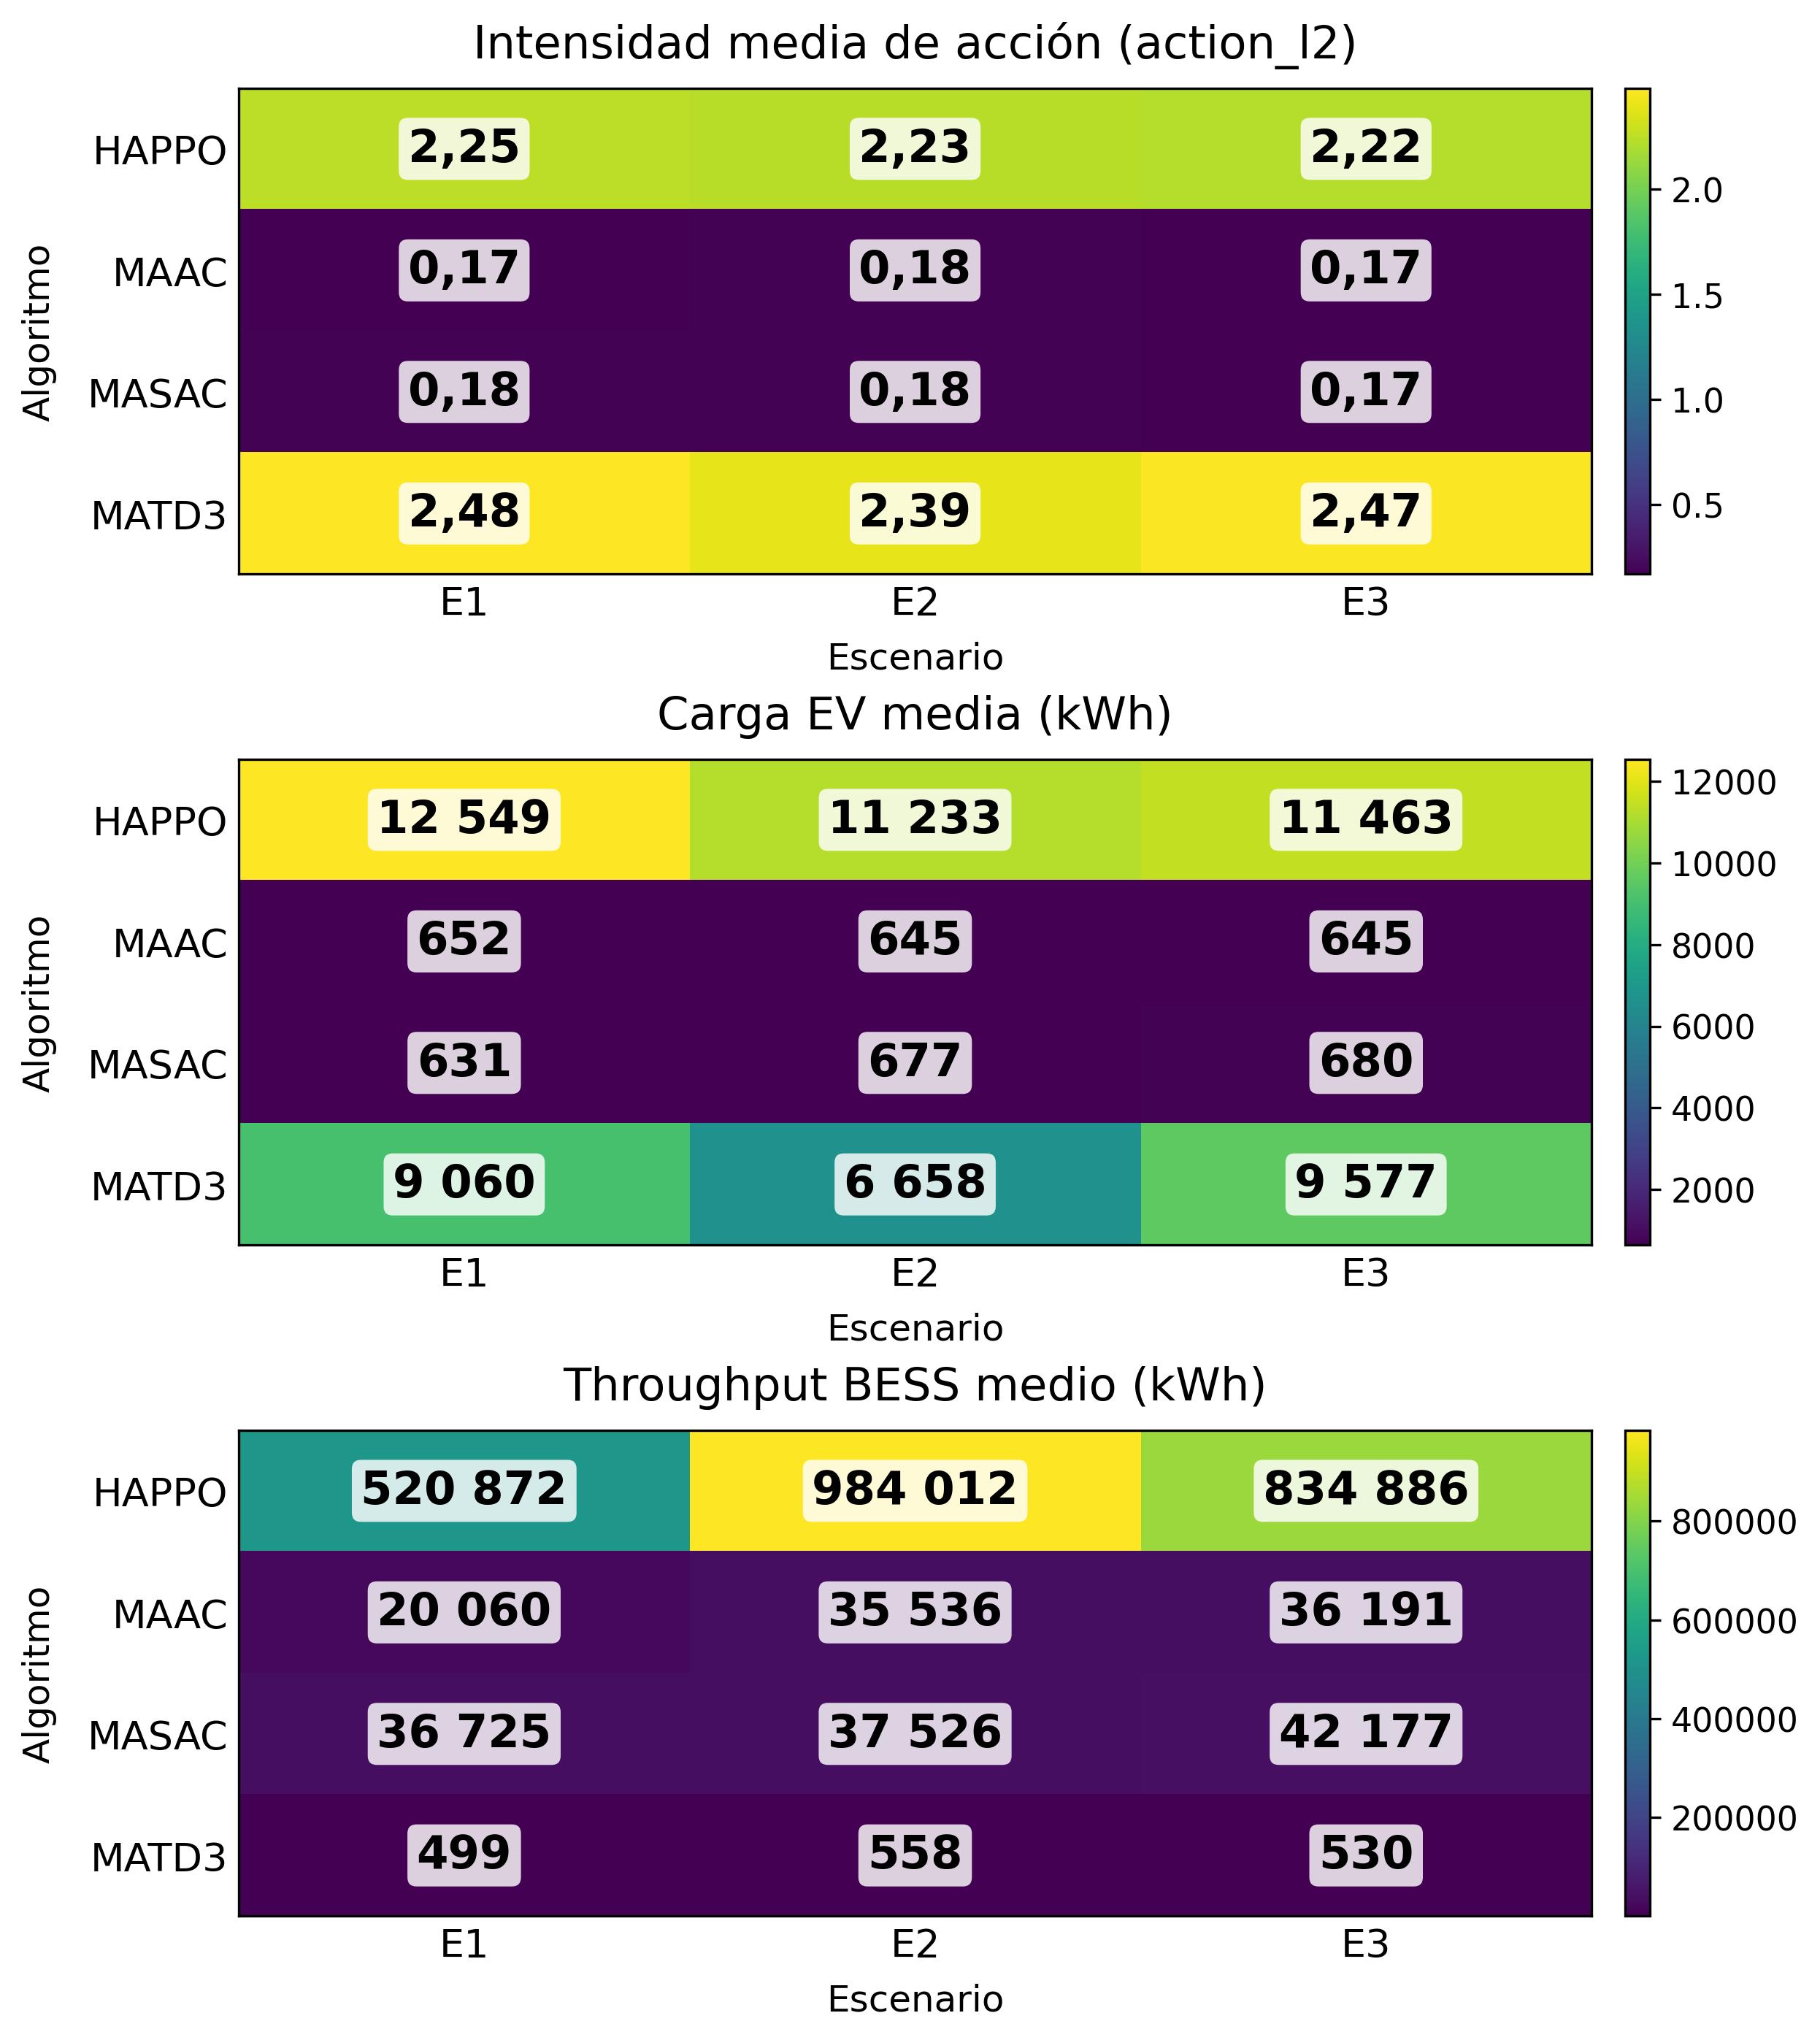 Intensidad media de acción (action_l2)
Algoritmo
HAPPO 2,25 2,23 2,22
MAAC 0,17 0,18 0,17
MASAC 0,18 0,18 0,17
MATD3 2,48 2,39 2,47
E1 E2 E3
Escenario
2.0
1.5
1.0
0.5
Carga EV media (kWh)
Algoritmo
HAPPO 12 549 11 233 11 463
MAAC 652 645 645
MASAC 631 677 680
MATD3 9 060 6 658 9 577
E1 E2 E3
Escenario
12000
10000
8000
6000
4000
2000
Throughput BESS medio (kWh)
Algoritmo
HAPPO 520 872 984 012 834 886
MAAC 20 060 35 536 36 191
MASAC 36 725 37 526 42 177
MATD3 499 558 530
E1 E2 E3
Escenario
800000
600000
400000
200000